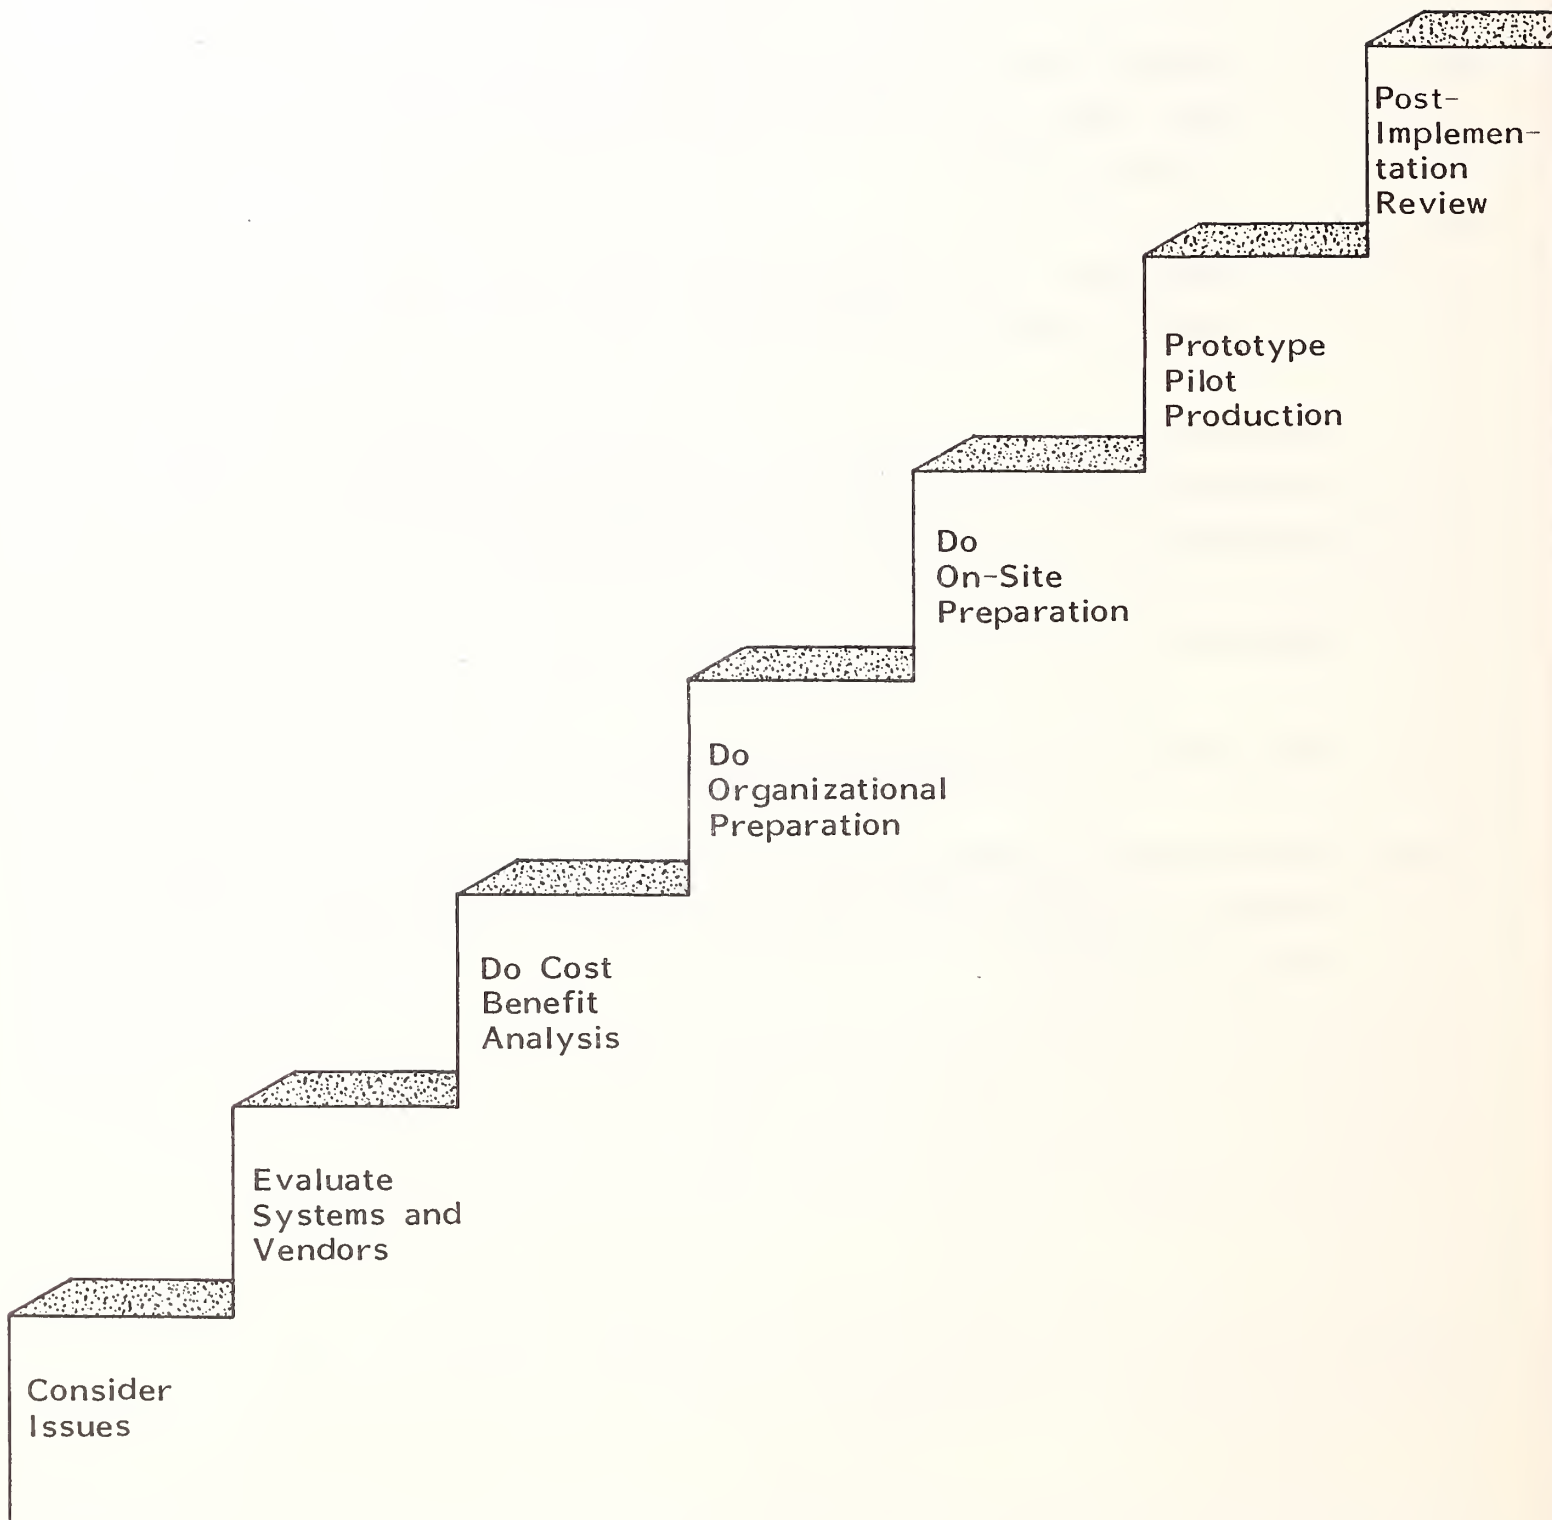 Post-
Implemen-
tation
Review
Prototype
Pilot
Production
Do
On-Site
Preparation
Do
Organizational
Preparation
Do Cost
Benefit
Analysis
Evaluate
Systems and
Vendors
Consider
Issues